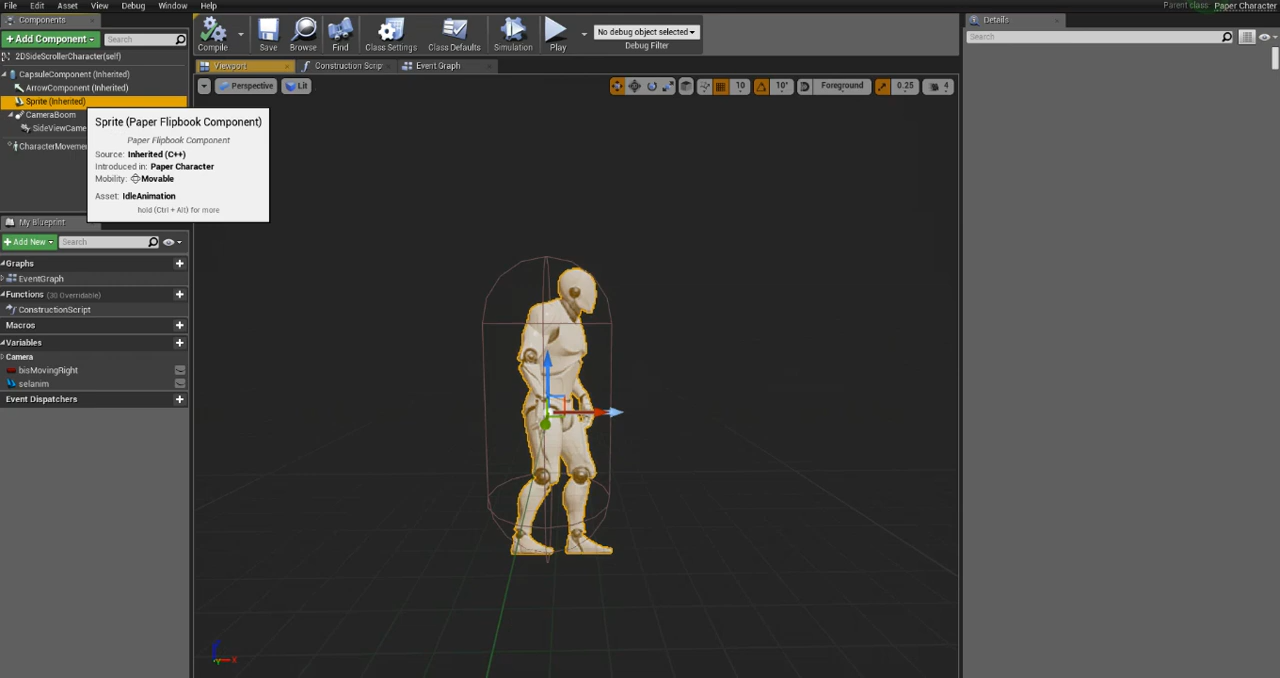 File Edit Asset View Debug Window Help
Parent class: Paper Character
Components
+ Add Component
Search
2DSideScrollerCharacter(self)
CapsuleComponent (Inherited)
ArrowComponent (Inherited)
Sprite (Inherited)
CameraBoom
SideViewCame
CharacterMoveme
Sprite (Paper Flipbook Component)
Paper Flipbook Component
Source: Inherited (C++)
Introduced in: Paper Character
Mobility: Movable
Asset: IdleAnimation
hold (Ctrl + Alt) for more
My Blueprint
+ Add New
Search
Graphs
EventGraph
Functions (30 Overridable)
ConstructionScript
Macros
Variables
Camera
bisMovingRight
selanim
Event Dispatchers
Compile Save Browse Find Class Settings Class Defaults Simulation Play
No debug object selected
Debug Filter
Viewport Construction Scrip Event Graph
Perspective Lit
10 10° Foreground 0.25 4
Z X
Details
Search